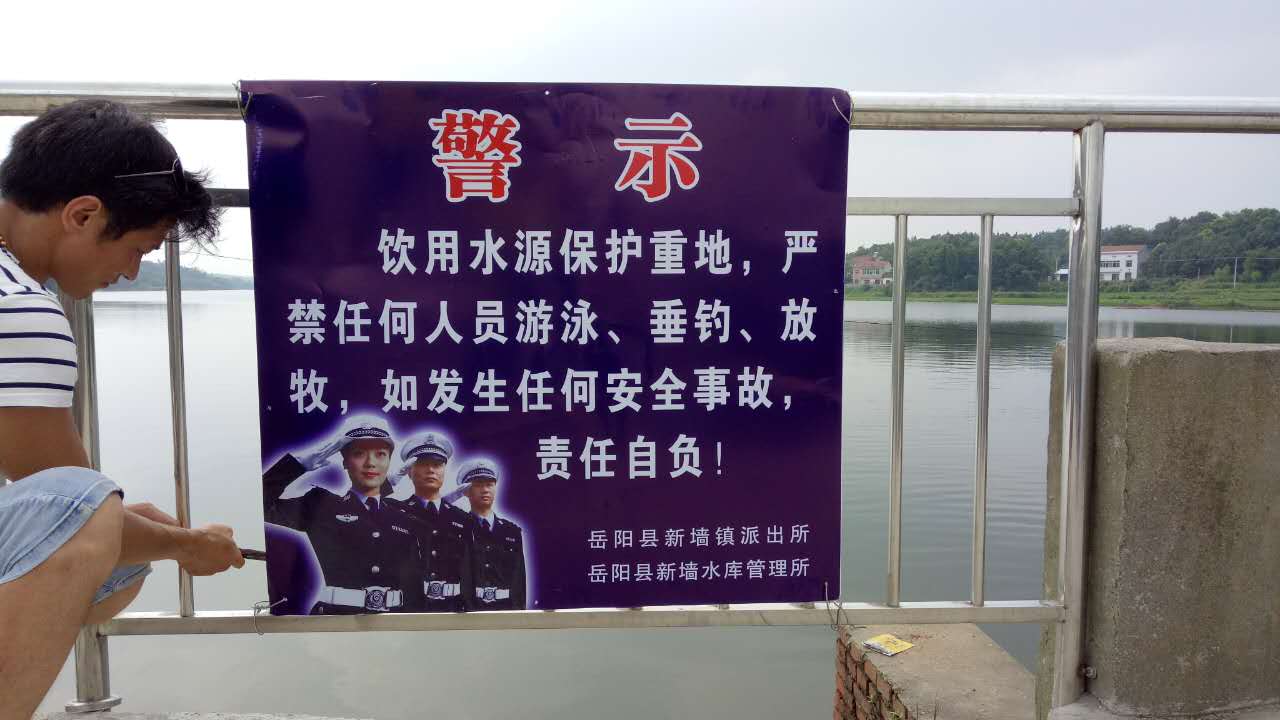 警示
饮用水源保护重地，严
禁任何人员游泳、垂钓、放
牧，如发生任何安全事故，
责任自负！
岳阳县新墙镇派出所
岳阳县新墙水库管理所